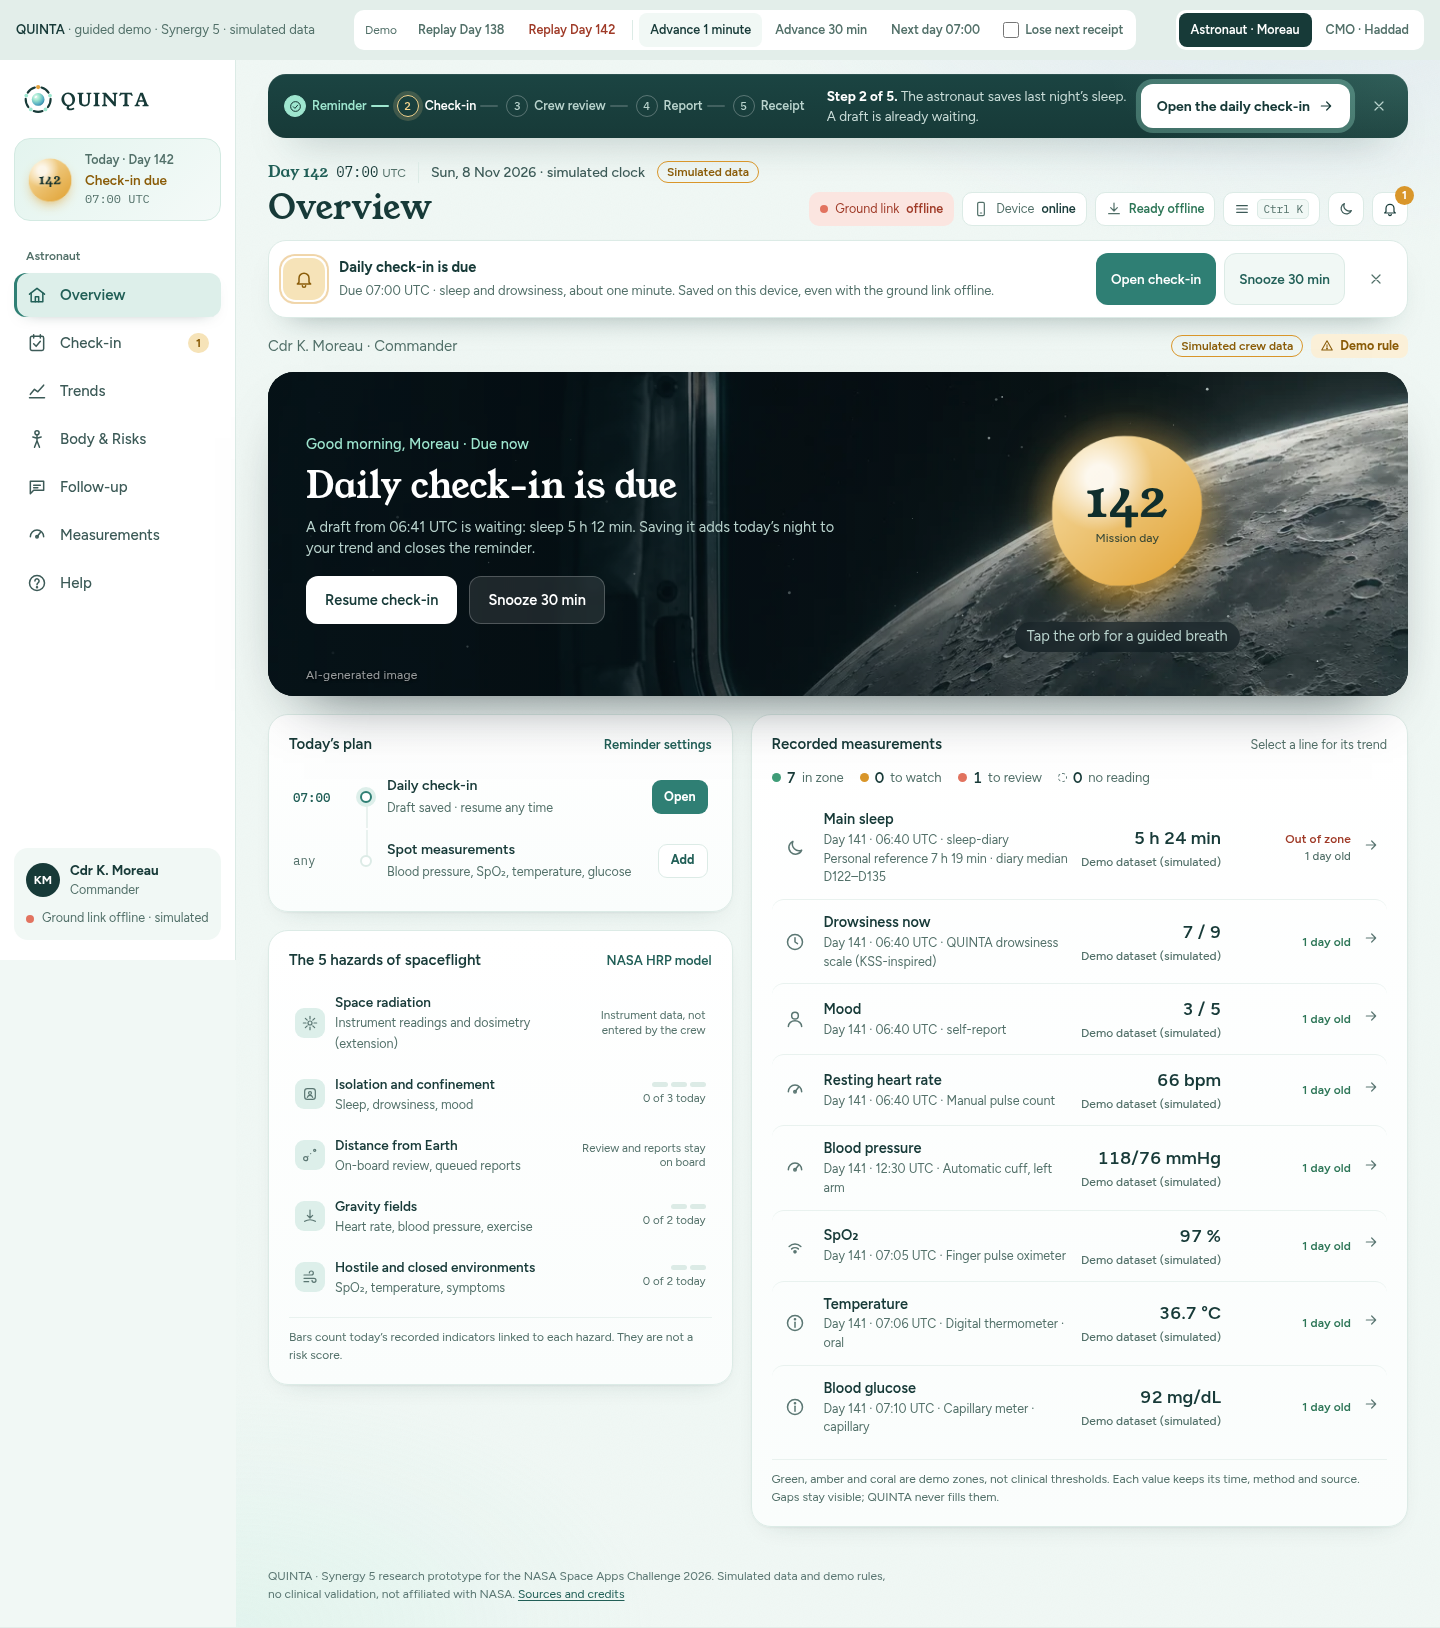 QUINTA · guided demo · Synergy 5 · simulated data
Demo
Replay Day 138
Replay Day 142
Advance 1 minute
Advance 30 min
Next day 07:00
Lose next receipt
Astronaut · Moreau
CMO · Haddad
QUINTA
142
Today · Day 142
Check-in due
07:00 UTC
Astronaut
Overview
Check-in
1
Trends
Body & Risks
Follow-up
Measurements
Help
KM
Cdr K. Moreau
Commander
Ground link offline · simulated
Reminder
2
Check-in
3
Crew review
4
Report
5
Receipt
Step 2 of 5. The astronaut saves last night's sleep.
A draft is already waiting.
Open the daily check-in
Day 142 07:00 UTC
Sun, 8 Nov 2026 · simulated clock
Simulated data
Overview
Ground link offline
Device online
Ready offline
Ctrl K
1
Daily check-in is due
Due 07:00 UTC · sleep and drowsiness, about one minute. Saved on this device, even with the ground link offline.
Open check-in
Snooze 30 min
Cdr K. Moreau · Commander
Simulated crew data
Demo rule
Good morning, Moreau · Due now
Daily check-in is due
A draft from 06:41 UTC is waiting: sleep 5 h 12 min. Saving it adds today's night to
your trend and closes the reminder.
Resume check-in
Snooze 30 min
AI-generated image
142
Mission day
Tap the orb for a guided breath
Today's plan
Reminder settings
07:00
Daily check-in
Draft saved · resume any time
Open
any
Spot measurements
Blood pressure, SpO₂, temperature, glucose
Add
The 5 hazards of spaceflight
NASA HRP model
Space radiation
Instrument readings and dosimetry
(extension)
Instrument data, not
entered by the crew
Isolation and confinement
Sleep, drowsiness, mood
0 of 3 today
Distance from Earth
On-board review, queued reports
Review and reports stay
on board
Gravity fields
Heart rate, blood pressure, exercise
0 of 2 today
Hostile and closed environments
SpO₂, temperature, symptoms
0 of 2 today
Bars count today's recorded indicators linked to each hazard. They are not a
risk score.
Recorded measurements
Select a line for its trend
7 in zone
0 to watch
1 to review
0 no reading
Main sleep
Day 141 · 06:40 UTC · sleep-diary
Personal reference 7 h 19 min · diary median
D122–D135
5 h 24 min
Demo dataset (simulated)
Out of zone
1 day old
Drowsiness now
Day 141 · 06:40 UTC · QUINTA drowsiness
scale (KSS-inspired)
7 / 9
Demo dataset (simulated)
1 day old
Mood
Day 141 · 06:40 UTC · self-report
3 / 5
Demo dataset (simulated)
1 day old
Resting heart rate
Day 141 · 06:40 UTC · Manual pulse count
66 bpm
Demo dataset (simulated)
1 day old
Blood pressure
Day 141 · 12:30 UTC · Automatic cuff, left
arm
118/76 mmHg
Demo dataset (simulated)
1 day old
SpO₂
Day 141 · 07:05 UTC · Finger pulse oximeter
97 %
Demo dataset (simulated)
1 day old
Temperature
Day 141 · 07:06 UTC · Digital thermometer ·
oral
36.7 °C
Demo dataset (simulated)
1 day old
Blood glucose
Day 141 · 07:10 UTC · Capillary meter ·
capillary
92 mg/dL
Demo dataset (simulated)
1 day old
Green, amber and coral are demo zones, not clinical thresholds. Each value keeps its time, method and source.
Gaps stay visible; QUINTA never fills them.
QUINTA · Synergy 5 research prototype for the NASA Space Apps Challenge 2026. Simulated data and demo rules,
no clinical validation, not affiliated with NASA. Sources and credits